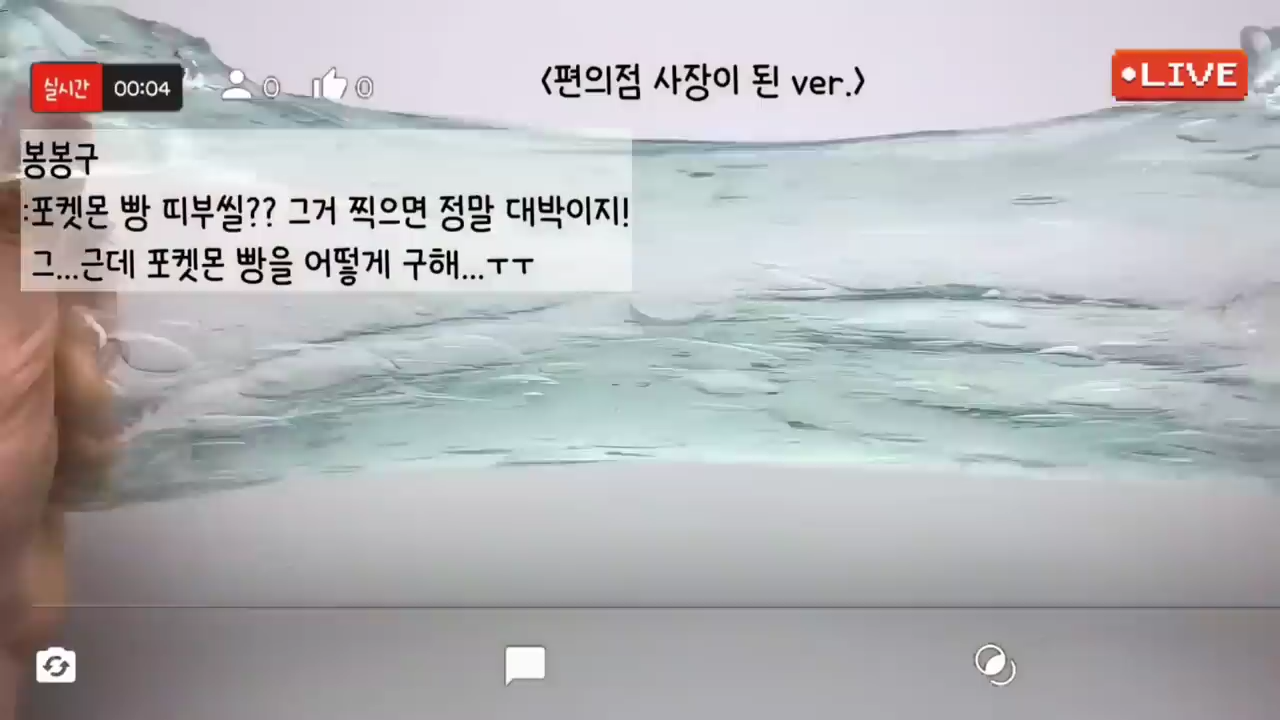 실시간 00:04 0 0
<편의점 사장이 된 ver.>
LIVE
봉봉구
:포켓몬 빵 띠부씰?? 그거 찍으면 정말 대박이지!
그...근데 포켓몬 빵을 어떻게 구해...ㅜㅜ